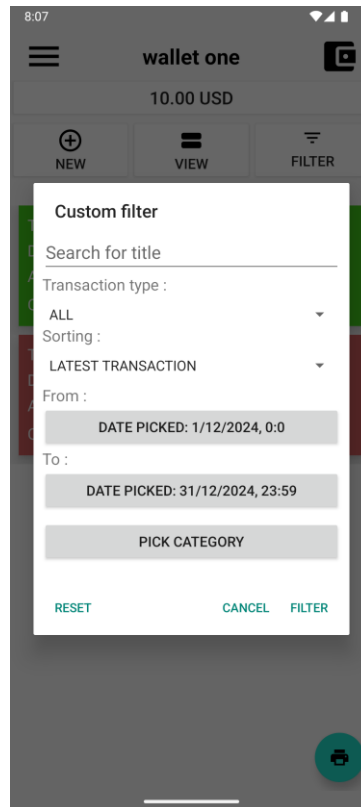 8:07
wallet one
10.00 USD
NEW
VIEW
FILTER
Custom filter
Search for title
Transaction type :
ALL
Sorting :
LATEST TRANSACTION
From :
DATE PICKED: 1/12/2024, 0:0
To :
DATE PICKED: 31/12/2024, 23:59
PICK CATEGORY
RESET
CANCEL
FILTER